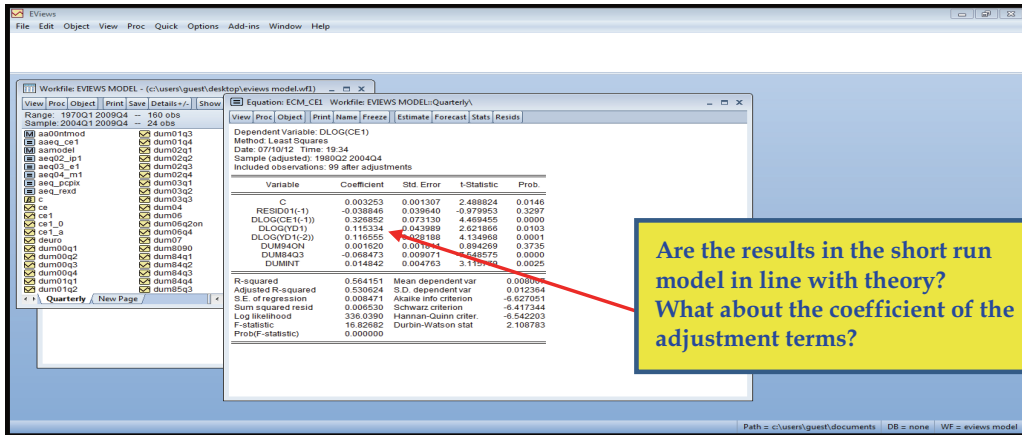 EViews
File Edit Object View Proc Quick Options Add-ins Window Help
Workfile: EVIEWS MODEL - (c:\users\guest\desktop\eviews model.wf1)
View Proc Object Print Save Details+/- Show
Range: 1970Q1 2009Q4 -- 160 obs
Sample: 2004Q1 2009Q4 -- 24 obs
aa00ntmod
aaeq_ce1
aamodel
aeq02_ip1
aeq03_e1
aeq04_m1
aeq_pcpix
aeq_rexd
c
ce
ce1
ce1_0
ce1_a
deuro
dum00q1
dum00q2
dum00q3
dum00q4
dum01q1
dum01q2
dum01q3
dum01q4
dum02q1
dum02q2
dum02q3
dum02q4
dum03q1
dum03q2
dum03q3
dum04
dum06
dum06q2on
dum06q4
dum07
dum8090
dum84q1
dum84q2
dum84q3
dum84q4
dum85q3
Quarterly New Page
Equation: ECM_CE1 Workfile: EVIEWS MODEL::Quarterly\
View Proc Object Print Name Freeze Estimate Forecast Stats Resids
Dependent Variable: DLOG(CE1)
Method: Least Squares
Date: 07/10/12 Time: 19:34
Sample (adjusted): 1980Q2 2004Q4
Included observations: 99 after adjustments
Variable Coefficient Std. Error t-Statistic Prob.
C 0.003253 0.001307 2.488824 0.0146
RESID01(-1) -0.038846 0.039640 -0.979953 0.3297
DLOG(CE1(-1)) 0.326852 0.073130 4.469455 0.0000
DLOG(YD1) 0.115334 0.043989 2.621866 0.0103
DLOG(YD1(-2)) 0.116555 0.028188 4.134968 0.0001
DUM94ON 0.001620 0.894269 0.3735
DUM84Q3 -0.068473 0.009071 0.0000
DUMINT 0.014842 0.004763 0.0025
R-squared 0.564151 Mean dependent var
Adjusted R-squared 0.530624 S.D. dependent var 0.012364
S.E. of regression 0.008471 Akaike info criterion -6.627051
Sum squared resid 0.006530 Schwarz criterion -6.417344
Log likelihood 336.0390 Hannan-Quinn criter. -6.542203
F-statistic 16.82682 Durbin-Watson stat 2.108783
Prob(F-statistic) 0.000000
Are the results in the short run
model in line with theory?
What about the coefficient of the
adjustment terms?
Path = c:\users\guest\documents DB = none WF = eviews model